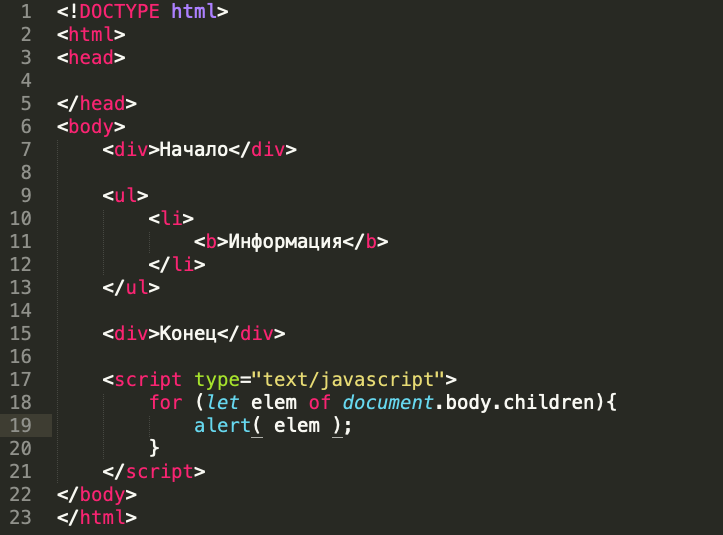 1 <!DOCTYPE html>
2 <html>
3 <head>
4
5 </head>
6 <body>
7     <div>Начало</div>
8
9     <ul>
10         <li>
11             <b>Информация</b>
12         </li>
13     </ul>
14
15     <div>Конец</div>
16
17     <script type="text/javascript">
18         for (let elem of document.body.children){
19             alert( elem );
20         }
21     </script>
22 </body>
23 </html>